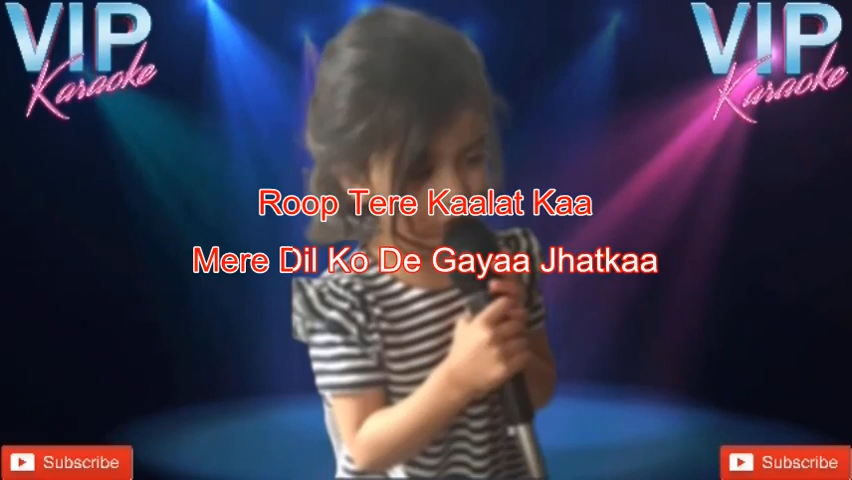 VIP
Karaoke
VIP
Karaoke
Roop Tere Kaalat Kaa
Mere Dil Ko De Gayaa Jhatkaa
Subscribe
Subscribe